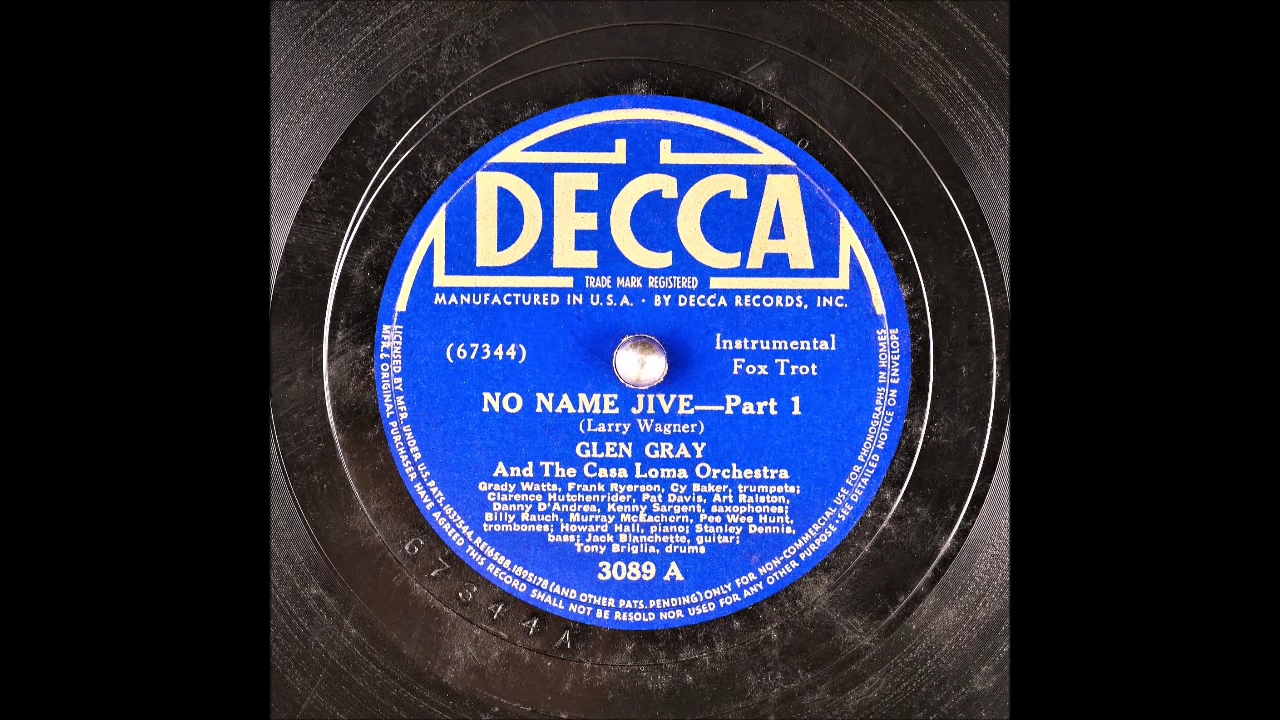 DECCA
TRADE MARK REGISTERED
MANUFACTURED IN U.S.A. · BY DECCA RECORDS, INC.
(67344)
Instrumental
Fox Trot
NO NAME JIVE—Part 1
(Larry Wagner)
GLEN GRAY
And The Casa Loma Orchestra
Grady Watts, Frank Ryerson, Cy Baker, trumpets;
Clarence Hutchenrider, Pat Davis, Art Ralston,
Danny D'Andrea, Kenny Sargent, saxophones;
Billy Rauch, Murray McEachern, Pee Wee Hunt,
trombones; Howard Hall, piano; Stanley Dennis,
bass; Jack Blanchette, guitar;
Tony Briglia, drums
3089 A
LICENSED BY MFR. UNDER U.S. PATS. 1637544, RE16588, 1895178 (AND OTHER PATS. PENDING) ONLY FOR NON-COMMERCIAL USE FOR PHONOGRAPHS IN HOMES
MFR. & ORIGINAL PURCHASER HAVE AGREED THIS RECORD SHALL NOT BE RESOLD NOR USED FOR ANY OTHER PURPOSE · SEE DETAILED NOTICE ON ENVELOPE
67344A